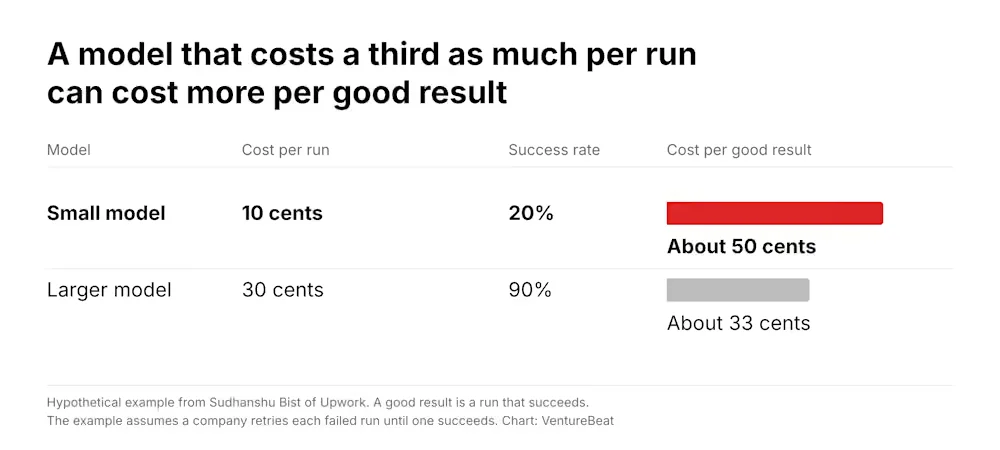 A model that costs a third as much per run
can cost more per good result
Model Cost per run Success rate Cost per good result
Small model 10 cents 20%
About 50 cents
Larger model 30 cents 90%
About 33 cents
Hypothetical example from Sudhanshu Bist of Upwork. A good result is a run that succeeds.
The example assumes a company retries each failed run until one succeeds. Chart: VentureBeat